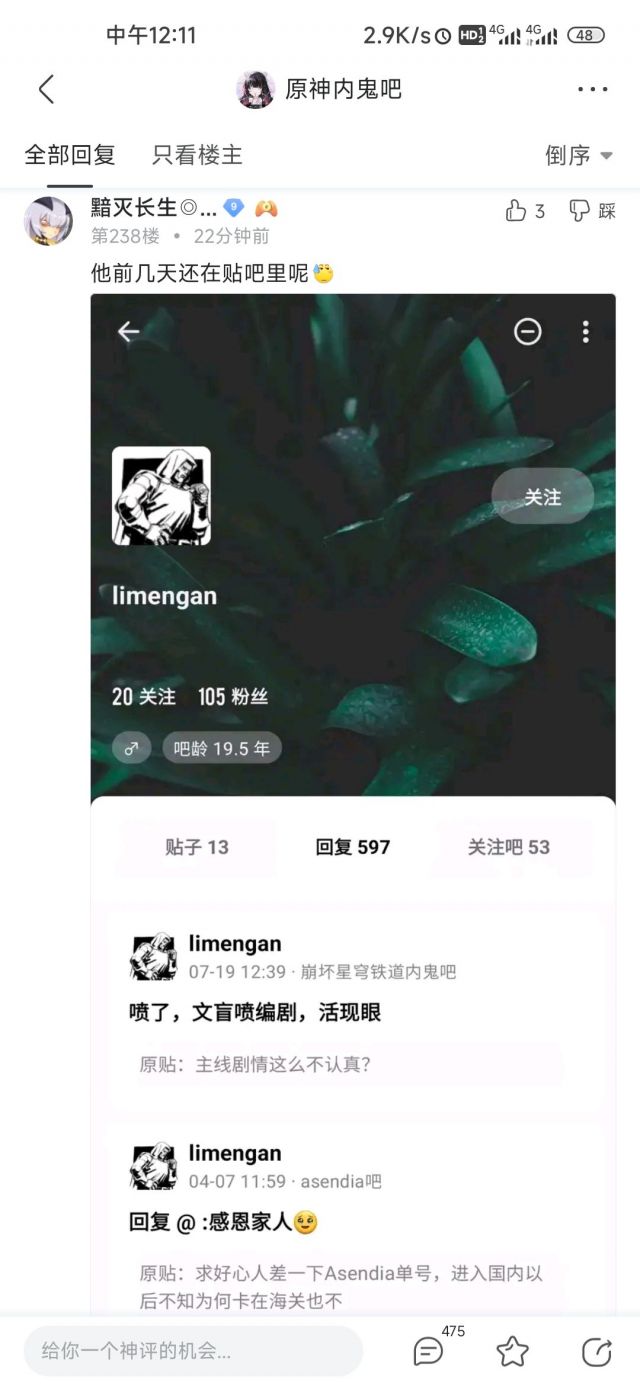 中午12:11
2.9K/s HD 1 2 4G 4G 48
原神内鬼吧
全部回复 只看楼主 倒序
黯灭长生◎... 9
3 踩
第238楼 • 22分钟前
他前几天还在贴吧里呢
关注
limengan
20 关注 105 粉丝
♂ 吧龄 19.5 年
贴子 13 回复 597 关注吧 53
limengan
07-19 12:39 · 崩坏星穹铁道内鬼吧
喷了，文盲喷编剧，活现眼
原贴：主线剧情这么不认真？
limengan
04-07 11:59 · asendia吧
回复 @ :感恩家人
原贴：求好心人差一下Asendia单号，进入国内以
后不知为何卡在海关也不
给你一个神评的机会...
475